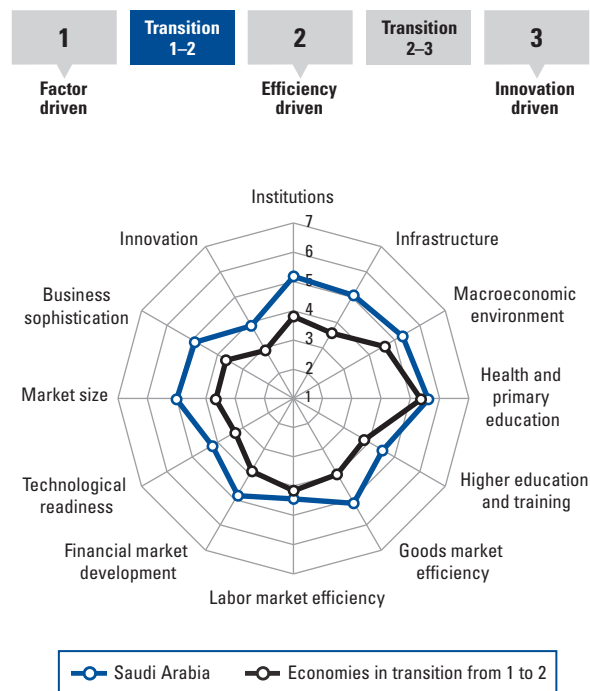 1
Transition
1–2
2
Transition
2–3
3
Factor
driven
Efficiency
driven
Innovation
driven
Institutions
7
6
5
4
3
2
1
Infrastructure
Macroeconomic
environment
Health and
primary
education
Higher education
and training
Goods market
efficiency
Labor market efficiency
Financial market
development
Technological
readiness
Market size
Business
sophistication
Innovation
Saudi Arabia
Economies in transition from 1 to 2